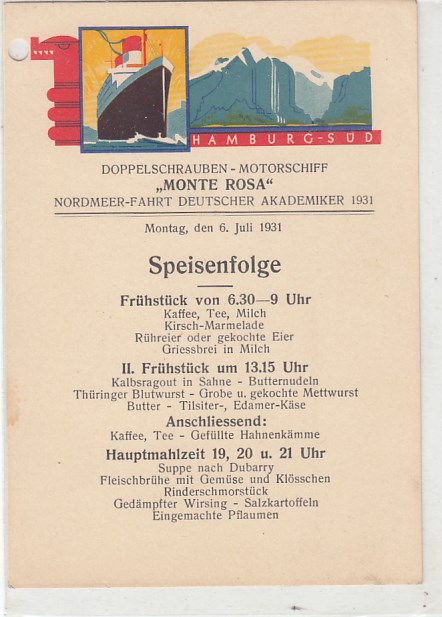 HAMBURG-SÜD
DOPPELSCHRAUBEN - MOTORSCHIFF
„MONTE ROSA“
NORDMEER-FAHRT DEUTSCHER AKADEMIKER 1931
Montag, den 6. Juli 1931
Speisenfolge
Frühstück von 6.30—9 Uhr
Kaffee, Tee, Milch
Kirsch-Marmelade
Rühreier oder gekochte Eier
Griessbrei in Milch
II. Frühstück um 13.15 Uhr
Kalbsragout in Sahne - Butternudeln
Thüringer Blutwurst - Grobe u. gekochte Mettwurst
Butter - Tilsiter-, Edamer-Käse
Anschliessend:
Kaffee, Tee - Gefüllte Hahnenkämme
Hauptmahlzeit 19, 20 u. 21 Uhr
Suppe nach Dubarry
Fleischbrühe mit Gemüse und Klösschen
Rinderschmorstück
Gedämpfter Wirsing - Salzkartoffeln
Eingemachte Pflaumen